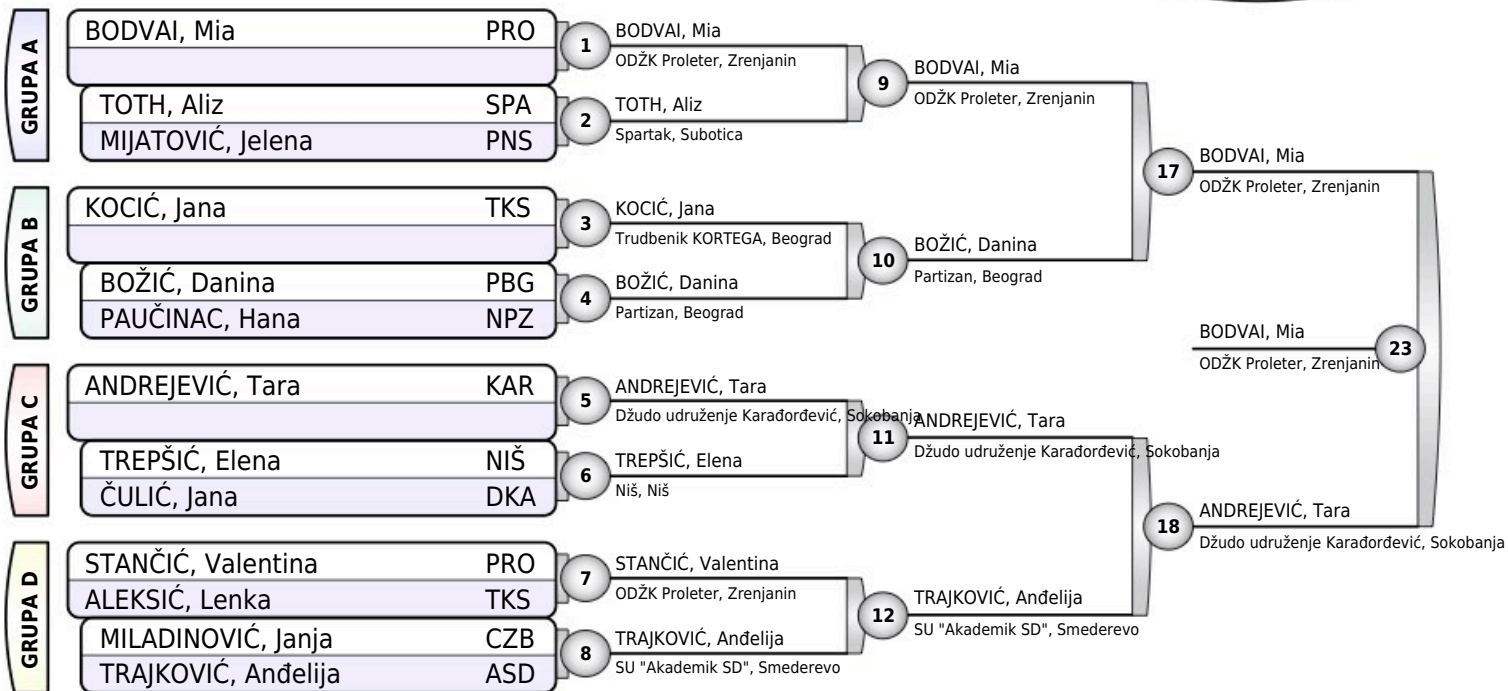 GRUPA A
BODVAI, Mia PRO
TOTH, Aliz SPA
MIJATOVIĆ, Jelena PNS
GRUPA B
KOCIĆ, Jana TKS
BOŽIĆ, Danina PBG
PAUČINAC, Hana NPZ
GRUPA C
ANDREJEVIĆ, Tara KAR
TREPŠIĆ, Elena NIŠ
ČULIĆ, Jana DKA
GRUPA D
STANČIĆ, Valentina PRO
ALEKSIĆ, Lenka TKS
MILADINOVIĆ, Janja CZB
TRAJKOVIĆ, Anđelija ASD
1
BODVAI, Mia
ODŽK Proleter, Zrenjanin
2
TOTH, Aliz
Spartak, Subotica
3
KOCIĆ, Jana
Trudbenik KORTEGA, Beograd
4
BOŽIĆ, Danina
Partizan, Beograd
5
ANDREJEVIĆ, Tara
Džudo udruženje Karađorđević, Sokobanja
6
TREPŠIĆ, Elena
Niš, Niš
7
STANČIĆ, Valentina
ODŽK Proleter, Zrenjanin
8
TRAJKOVIĆ, Anđelija
SU "Akademik SD", Smederevo
9
BODVAI, Mia
ODŽK Proleter, Zrenjanin
10
BOŽIĆ, Danina
Partizan, Beograd
11
ANDREJEVIĆ, Tara
Džudo udruženje Karađorđević, Sokobanja
12
TRAJKOVIĆ, Anđelija
SU "Akademik SD", Smederevo
17
BODVAI, Mia
ODŽK Proleter, Zrenjanin
18
ANDREJEVIĆ, Tara
Džudo udruženje Karađorđević, Sokobanja
BODVAI, Mia
ODŽK Proleter, Zrenjanin
23